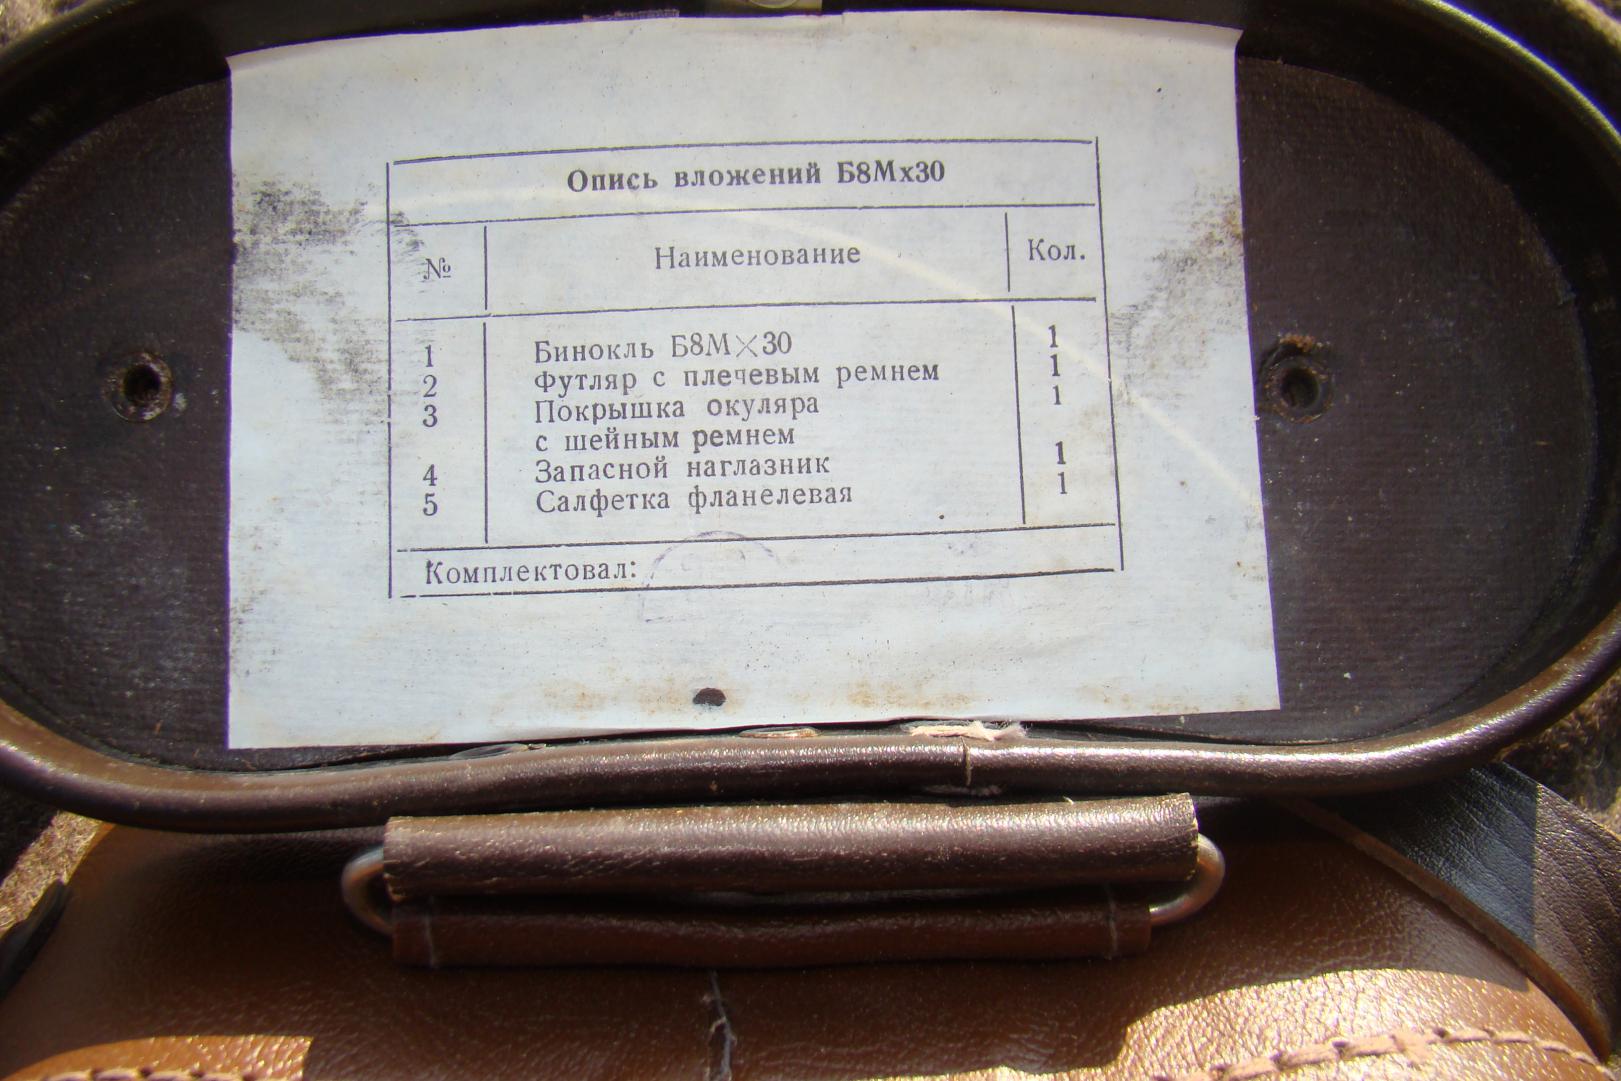 Опись вложений Б8Мх30
№ Наименование Кол.
1 Бинокль Б8М×30 1
2 Футляр с плечевым ремнем 1
3 Покрышка окуляра 1
с шейным ремнем
4 Запасной наглазник 1
5 Салфетка фланелевая 1
Комплектовал: